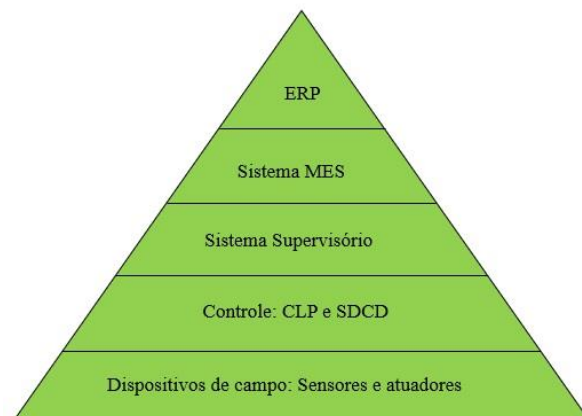 ERP
Sistema MES
Sistema Supervisório
Controle: CLP e SDCD
Dispositivos de campo: Sensores e atuadores